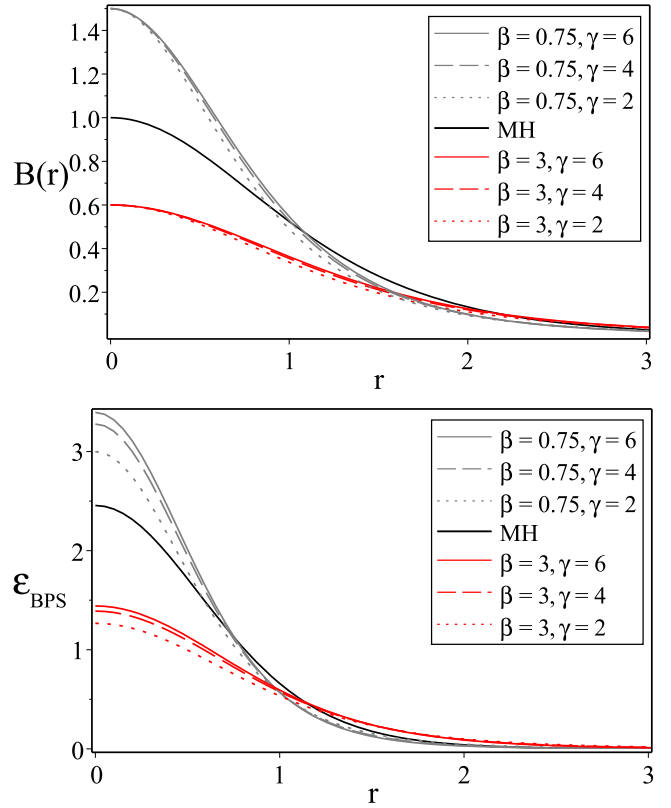 1.4
1.2
1.0
B(r)
0.8
0.6
0.4
0.2
0
1
2
3
r
β = 0.75, γ = 6
β = 0.75, γ = 4
β = 0.75, γ = 2
MH
β = 3, γ = 6
β = 3, γ = 4
β = 3, γ = 2
3
2
ε_BPS
1
0
0
1
2
3
r
β = 0.75, γ = 6
β = 0.75, γ = 4
β = 0.75, γ = 2
MH
β = 3, γ = 6
β = 3, γ = 4
β = 3, γ = 2